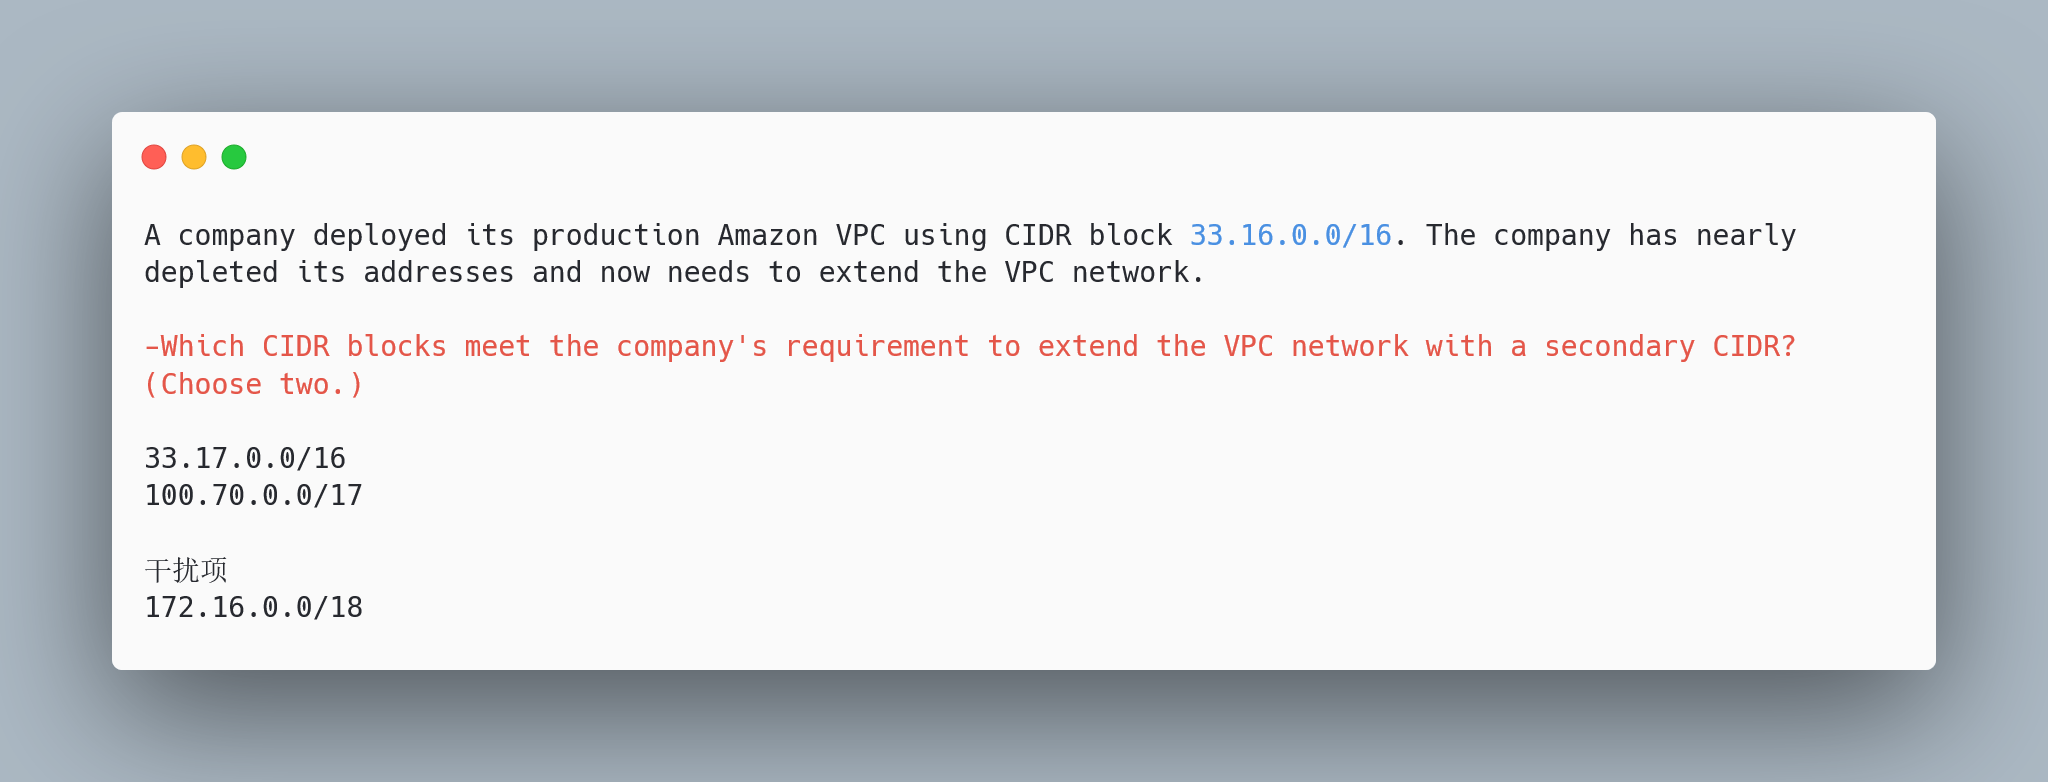 A company deployed its production Amazon VPC using CIDR block 33.16.0.0/16. The company has nearly
depleted its addresses and now needs to extend the VPC network.
-Which CIDR blocks meet the company's requirement to extend the VPC network with a secondary CIDR?
(Choose two.)
33.17.0.0/16
100.70.0.0/17
干扰项
172.16.0.0/18